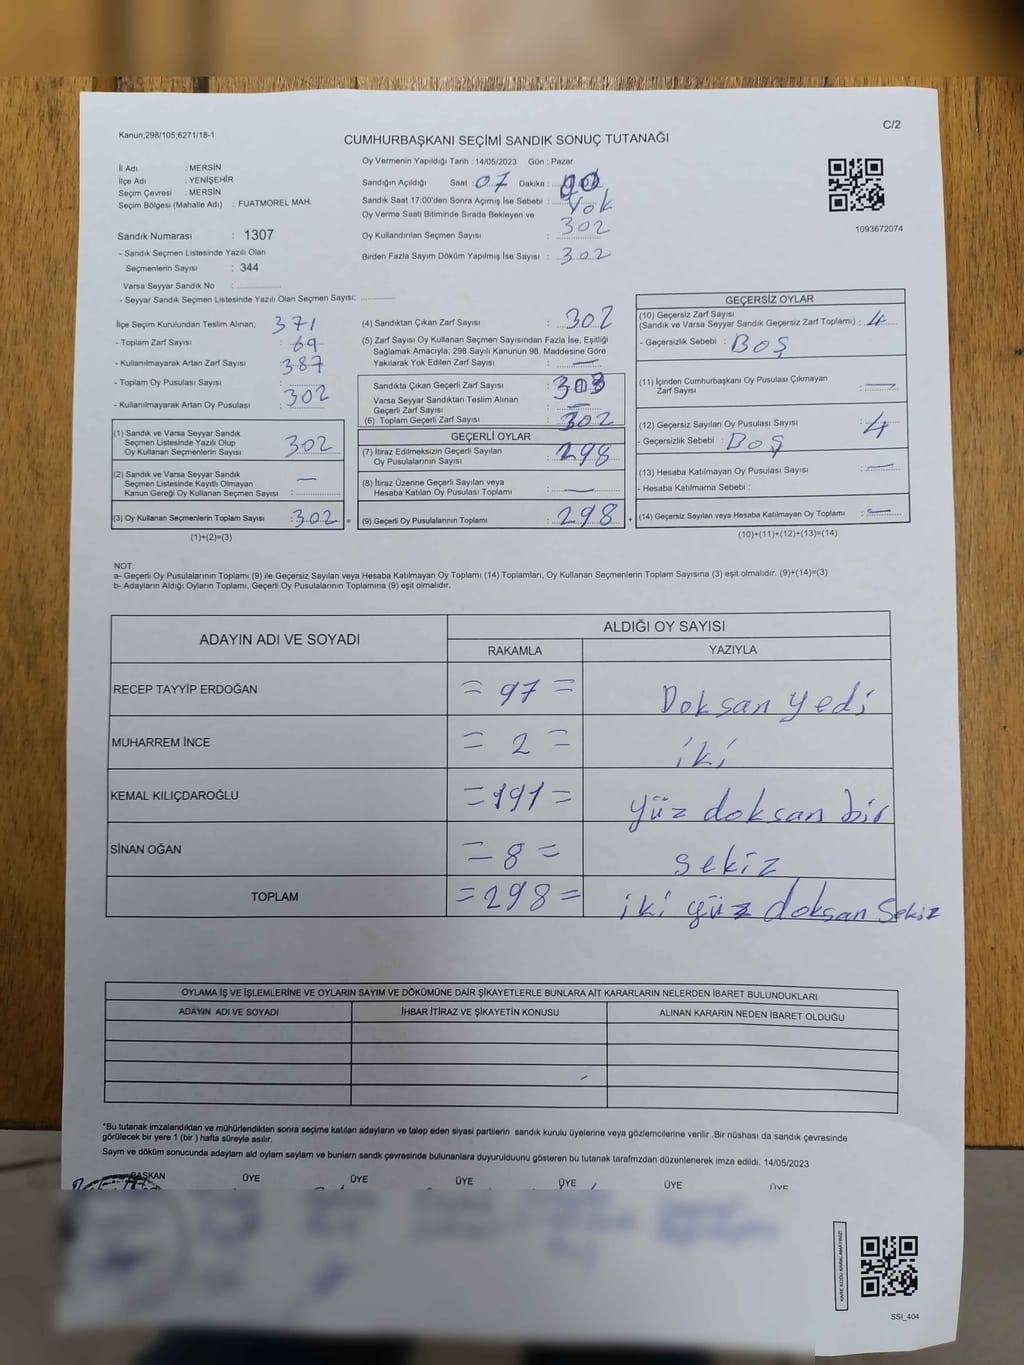 Kanun;298/105;6271/18-1
C/2
CUMHURBAŞKANI SEÇİMİ SANDIK SONUÇ TUTANAĞI
İl Adı : MERSİN
İlçe Adı : YENİŞEHİR
Seçim Çevresi : MERSİN
Seçim Bölgesi (Mahalle Adı) : FUATMOREL MAH.
Sandık Numarası : 1307
- Sandık Seçmen Listesinde Yazılı Olan
Seçmenlerin Sayısı : 344
Varsa Seyyar Sandık No :
- Seyyar Sandık Seçmen Listesinde Yazılı Olan Seçmen Sayısı:
Oy Vermenin Yapıldığı Tarih : 14/05/2023 Gün : Pazar
Sandığın Açıldığı Saat : 07 Dakika :
Sandık Saat 17:00'den Sonra Açımış İse Sebebi : Yok
Oy Verme Saati Bitiminde Sırada Bekleyen ve
Oy Kullandırılan Seçmen Sayısı : 302
Birden Fazla Sayım Döküm Yapılmış İse Sayısı : 302
1093672074
İlçe Seçim Kurulundan Teslim Alınan; 371
- Toplam Zarf Sayısı : 69
- Kullanılmayarak Artan Zarf Sayısı : 387
- Toplam Oy Pusulası Sayısı :
- Kullanılmayarak Artan Oy Pusulası : 302
(1) Sandık ve Varsa Seyyar Sandık
Seçmen Listesinde Yazılı Olup
Oy Kullanan Seçmenlerin Sayısı : 302
(2) Sandık ve Varsa Seyyar Sandık
Seçmen Listesinde Kayıtlı Olmayan
Kanun Gereği Oy Kullanan Seçmen Sayısı : —
(3) Oy Kullanan Seçmenlerin Toplam Sayısı : 302 =
(1)+(2)=(3)
(4) Sandıktan Çıkan Zarf Sayısı : 302
(5) Zarf Sayısı Oy Kullanan Seçmen Sayısından Fazla İse, Eşitliği
Sağlamak Amacıyla; 298 Sayılı Kanunun 98. Maddesine Göre
Yakılarak Yok Edilen Zarf Sayısı : —
Sandıkta Çıkan Geçerli Zarf Sayısı :
Varsa Seyyar Sandıktan Teslim Alınan
Geçerli Zarf Sayısı : —
(6) Toplam Geçerli Zarf Sayısı : 302
GEÇERLİ OYLAR
(7) İtiraz Edilmeksizin Geçerli Sayılan
Oy Pusulalarının Sayısı : 298
(8) İtiraz Üzerine Geçerli Sayılan veya
Hesaba Katılan Oy Pusulası Toplamı : —
(9) Geçerli Oy Pusulalarının Toplamı : 298 +
GEÇERSİZ OYLAR
(10) Geçersiz Zarf Sayısı
(Sandık ve Varsa Seyyar Sandık Geçersiz Zarf Toplamı) : 4
- Geçersizlik Sebebi : BOŞ
(11) İçinden Cumhurbaşkanı Oy Pusulası Çıkmayan
Zarf Sayısı : —
(12) Geçersiz Sayılan Oy Pusulası Sayısı : 4
- Geçersizlik Sebebi : Boş
(13) Hesaba Katılmayan Oy Pusulası Sayısı : —
- Hesaba Katılmama Sebebi :
(14) Geçersiz Sayılan veya Hesaba Katılmayan Oy Toplamı : —
(10)+(11)+(12)+(13)=(14)
NOT:
a- Geçerli Oy Pusulalarının Toplamı (9) ile Geçersiz Sayılan veya Hesaba Katılmayan Oy Toplamı (14) Toplamları, Oy Kullanan Seçmenlerin Toplam Sayısına (3) eşit olmalıdır. (9)+(14)=(3)
b- Adayların Aldığı Oyların Toplamı, Geçerli Oy Pusulalarının Toplamına (9) eşit olmalıdır.
ADAYIN ADI VE SOYADI ALDIĞI OY SAYISI
RAKAMLA YAZIYLA
RECEP TAYYİP ERDOĞAN = 97 = Doksan yedi
MUHARREM İNCE = 2 = iki
KEMAL KILIÇDAROĞLU = 191 = yüz doksan bir
SİNAN OĞAN = 8 = sekiz
TOPLAM = 298 = iki yüz doksan sekiz
OYLAMA İŞ VE İŞLEMLERİNE VE OYLARIN SAYIM VE DÖKÜMÜNE DAİR ŞİKAYETLERLE BUNLARA AİT KARARLARIN NELERDEN İBARET BULUNDUKLARI
ADAYIN ADI VE SOYADI İHBAR İTİRAZ VE ŞİKAYETİN KONUSU ALINAN KARARIN NEDEN İBARET OLDUĞU
*Bu tutanak imzalandıktan ve mühürlendikten sonra seçime katılan adayların ve talep eden siyasi partilerin sandık kurulu üyelerine veya gözlemcilerine verilir .Bir nüshası da sandık çevresinde
görülecek bir yere 1 (bir ) hafta süreyle asılır.
Sayım ve döküm sonucunda adayların ald oyların sayların ve bunların sandk çevresinde bulunanlara duyurulduunu gösteren bu tutanak tarafmzdan düzenlenerek imza edildi. 14/05/2023
BAŞKAN ÜYE ÜYE ÜYE ÜYE ÜYE ÜYE
SSI_404